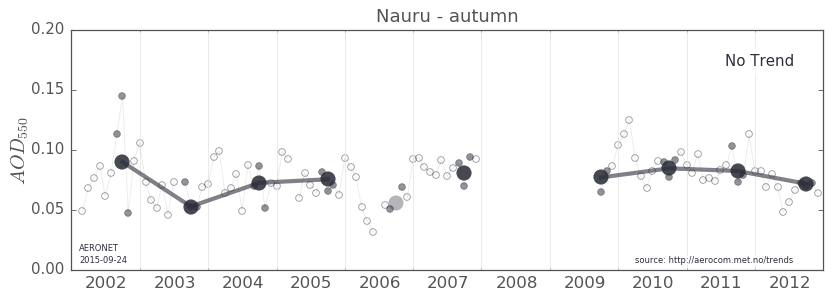 Nauru - autumn
0.20
No Trend
0.15
0.10
AOD550
0.05
AERONET
2015-09-24
source: http://aerocom.met.no/trends
0.00
2002 2003 2004 2005 2006 2007 2008 2009 2010 2011 2012